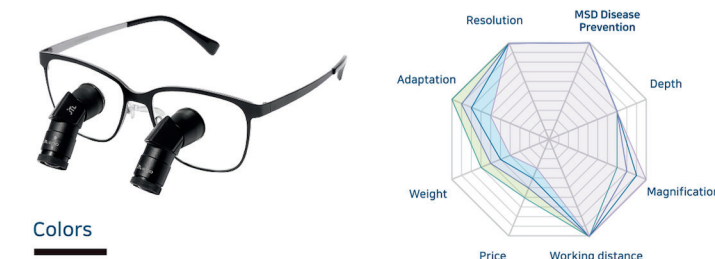 Resolution
MSD Disease
Prevention
Adaptation
Depth
Weight
Magnification
Colors
Price
Working distance